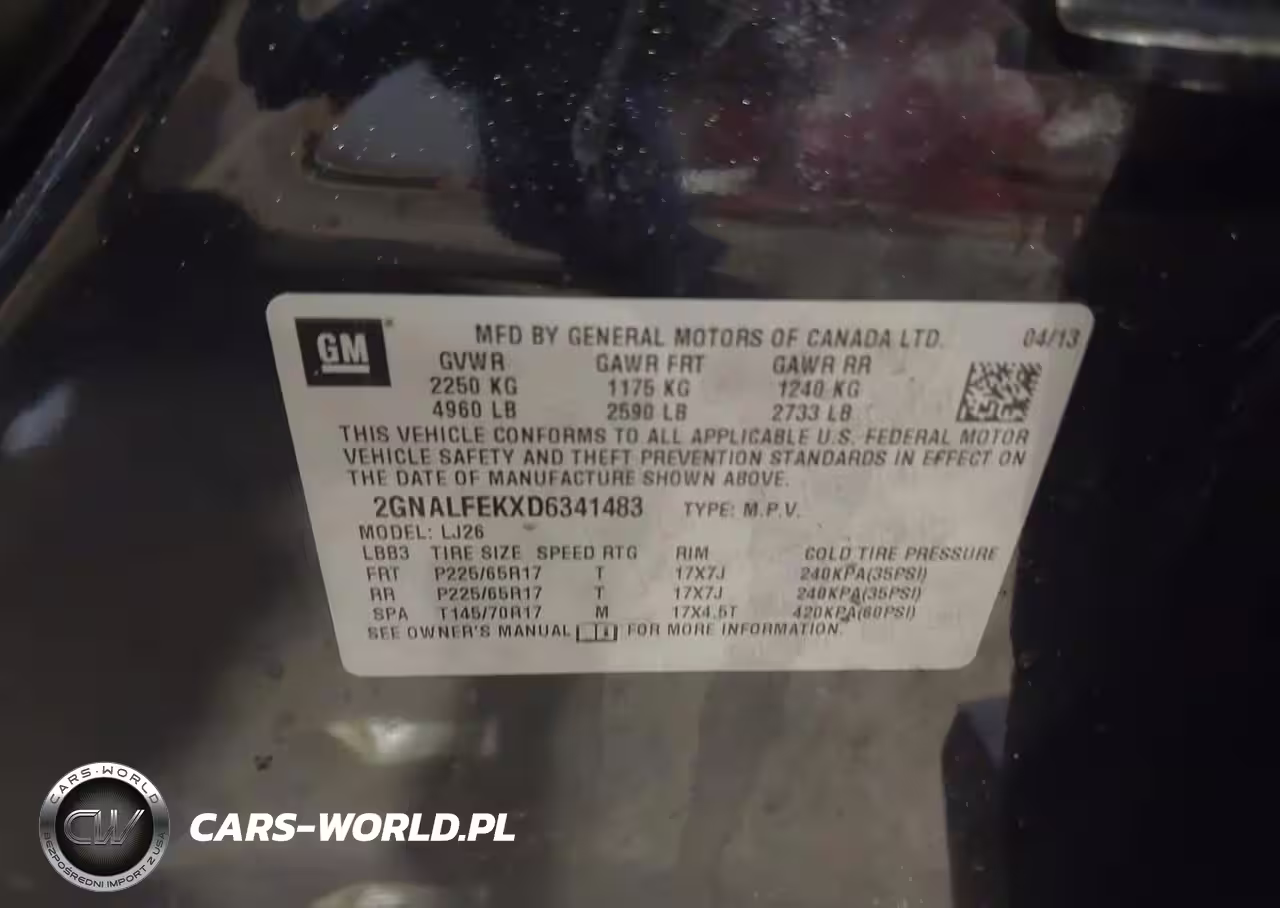 GM
MFD BY GENERAL MOTORS OF CANADA LTD. 04/13
GVWR GAWR FRT GAWR RR
2250 KG 1175 KG 1240 KG
4960 LB 2590 LB 2733 LB
THIS VEHICLE CONFORMS TO ALL APPLICABLE U.S. FEDERAL MOTOR
VEHICLE SAFETY AND THEFT PREVENTION STANDARDS IN EFFECT ON
THE DATE OF MANUFACTURE SHOWN ABOVE.
2GNALFEKXD6341483 TYPE: M.P.V.
MODEL: LJ26
LBB3 TIRE SIZE SPEED RTG RIM COLD TIRE PRESSURE
FRT P225/65R17 T 17X7J 240KPA(35PSI)
RR P225/65R17 T 17X7J 240KPA(35PSI)
SPA T145/70R17 M 17X4.5T 420KPA(60PSI)
SEE OWNER'S MANUAL FOR MORE INFORMATION.
CARS-WORLD
CW
BEZPOŚREDNI IMPORT Z USA
CARS-WORLD.PL